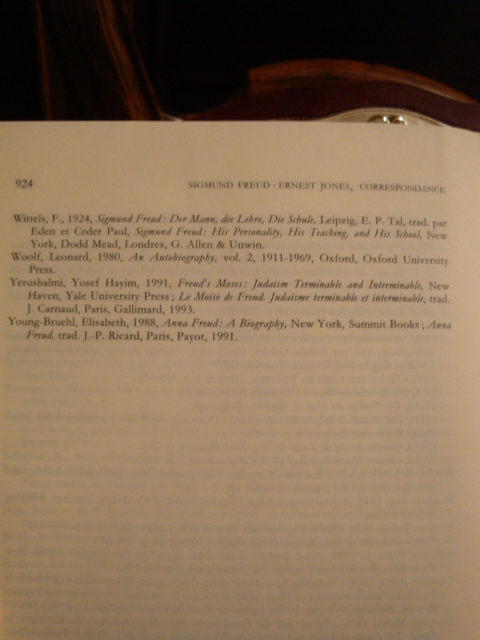 924
SIGMUND FREUD - ERNEST JONES, CORRESPONDANCE
Wittels, F., 1924, Sigmund Freud : Der Mann, die Lehre, Die Schule, Leipzig, E. P. Tal, trad. par
Eden et Ceder Paul, Sigmund Freud : His Personality, His Teaching, and His School, New
York, Dodd Mead, Londres, G. Allen & Unwin.
Woolf, Leonard, 1980, An Autobiography, vol. 2, 1911-1969, Oxford, Oxford University
Press.
Yerushalmi, Yosef Hayim, 1991, Freud's Moses : Judaism Terminable and Interminable, New
Haven, Yale University Press ; Le Moïse de Freud. Judaïsme terminable et interminable, trad.
J. Carnaud, Paris, Gallimard, 1993.
Young-Bruehl, Elisabeth, 1988, Anna Freud : A Biography, New York, Summit Books ; Anna
Freud, trad. J.-P. Ricard, Paris, Payot, 1991.